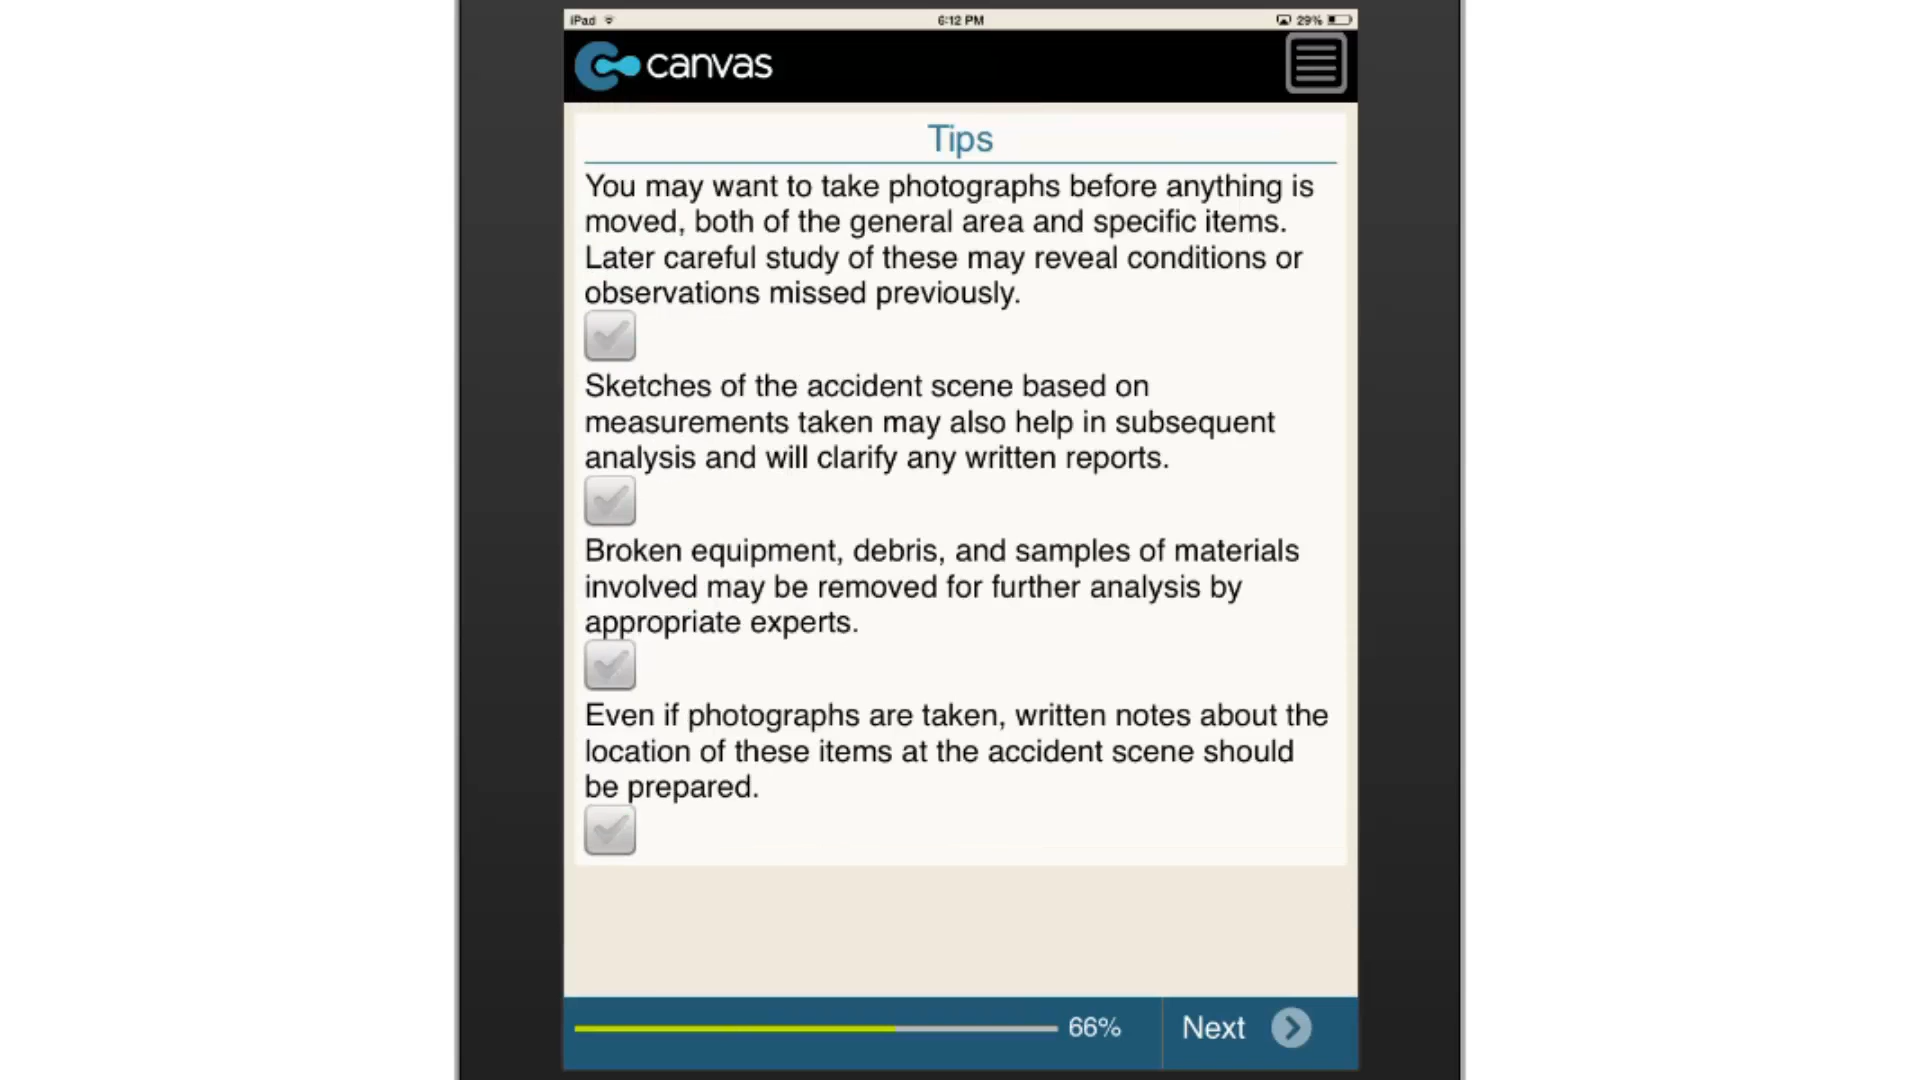 iPad 6:12 PM 29%
canvas
Tips
You may want to take photographs before anything is
moved, both of the general area and specific items.
Later careful study of these may reveal conditions or
observations missed previously.
Sketches of the accident scene based on
measurements taken may also help in subsequent
analysis and will clarify any written reports.
Broken equipment, debris, and samples of materials
involved may be removed for further analysis by
appropriate experts.
Even if photographs are taken, written notes about the
location of these items at the accident scene should
be prepared.
66% Next